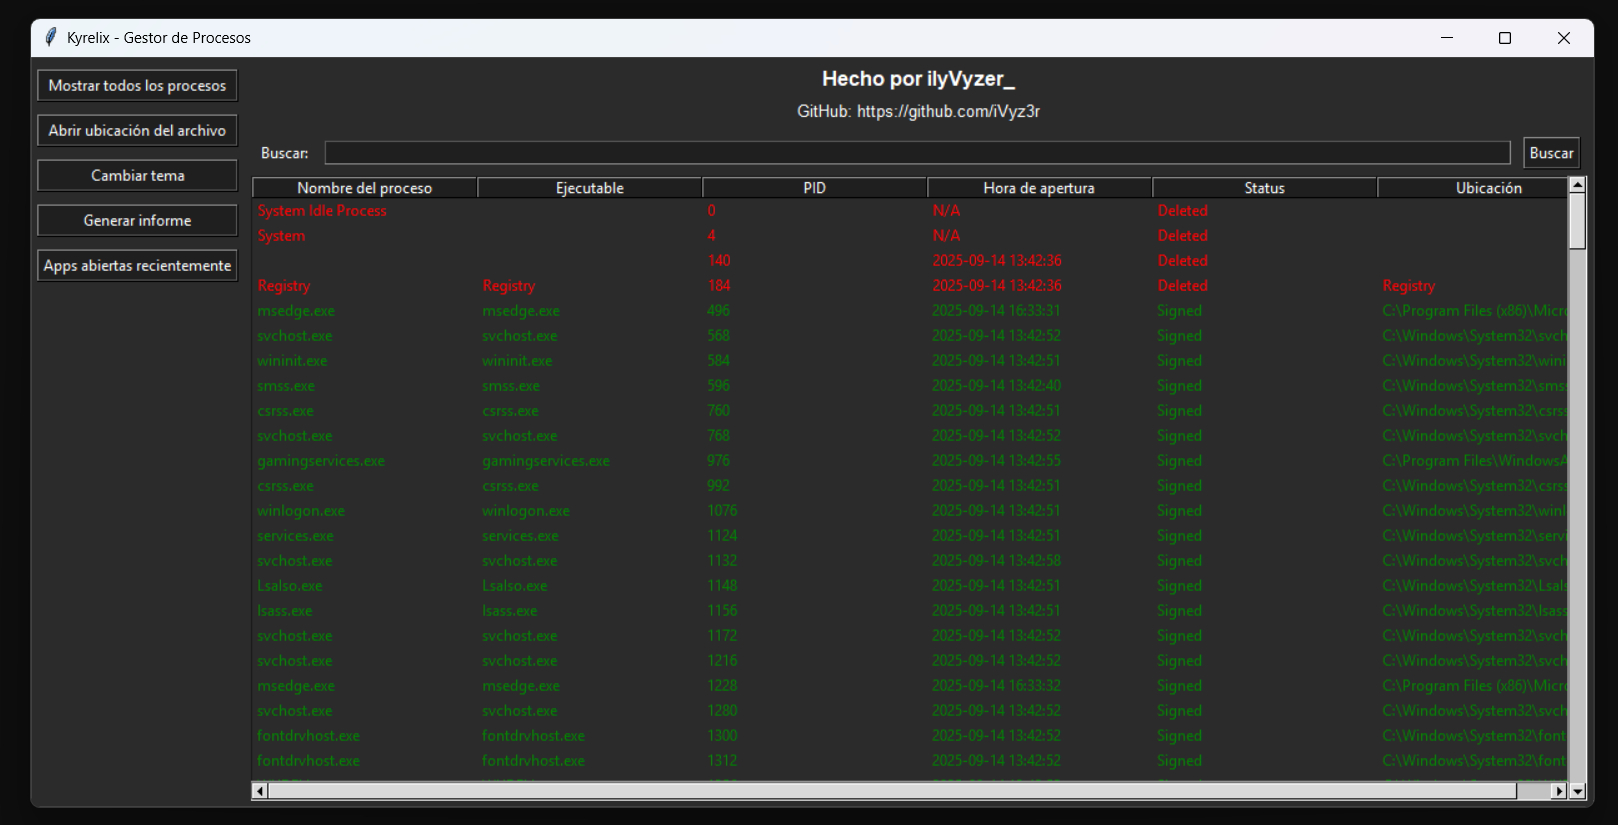 Kyrelix - Gestor de Procesos
Mostrar todos los procesos
Abrir ubicación del archivo
Cambiar tema
Generar informe
Apps abiertas recientemente
Hecho por ilyVyzer_
GitHub: https://github.com/iVyz3r
Buscar: Buscar
Nombre del proceso Ejecutable PID Hora de apertura Status Ubicación
System Idle Process 0 N/A Deleted
System 4 N/A Deleted
140 2025-09-14 13:42:36 Deleted
Registry Registry 184 2025-09-14 13:42:36 Deleted Registry
msedge.exe msedge.exe 496 2025-09-14 16:33:31 Signed C:\Program Files (x86)\Micro
svchost.exe svchost.exe 568 2025-09-14 13:42:52 Signed C:\Windows\System32\svch
wininit.exe wininit.exe 584 2025-09-14 13:42:51 Signed C:\Windows\System32\wini
smss.exe smss.exe 596 2025-09-14 13:42:40 Signed C:\Windows\System32\smss
csrss.exe csrss.exe 760 2025-09-14 13:42:51 Signed C:\Windows\System32\csrss
svchost.exe svchost.exe 768 2025-09-14 13:42:52 Signed C:\Windows\System32\svch
gamingservices.exe gamingservices.exe 976 2025-09-14 13:42:55 Signed C:\Program Files\WindowsA
csrss.exe csrss.exe 992 2025-09-14 13:42:51 Signed C:\Windows\System32\csrss
winlogon.exe winlogon.exe 1076 2025-09-14 13:42:51 Signed C:\Windows\System32\winl
services.exe services.exe 1124 2025-09-14 13:42:51 Signed C:\Windows\System32\servi
svchost.exe svchost.exe 1132 2025-09-14 13:42:58 Signed C:\Windows\System32\svch
LsaIso.exe LsaIso.exe 1148 2025-09-14 13:42:51 Signed C:\Windows\System32\LsaIs
lsass.exe lsass.exe 1156 2025-09-14 13:42:51 Signed C:\Windows\System32\lsass
svchost.exe svchost.exe 1172 2025-09-14 13:42:52 Signed C:\Windows\System32\svch
svchost.exe svchost.exe 1216 2025-09-14 13:42:52 Signed C:\Windows\System32\svch
msedge.exe msedge.exe 1228 2025-09-14 16:33:32 Signed C:\Program Files (x86)\Micro
svchost.exe svchost.exe 1280 2025-09-14 13:42:52 Signed C:\Windows\System32\svch
fontdrvhost.exe fontdrvhost.exe 1300 2025-09-14 13:42:52 Signed C:\Windows\System32\font
fontdrvhost.exe fontdrvhost.exe 1312 2025-09-14 13:42:52 Signed C:\Windows\System32\font